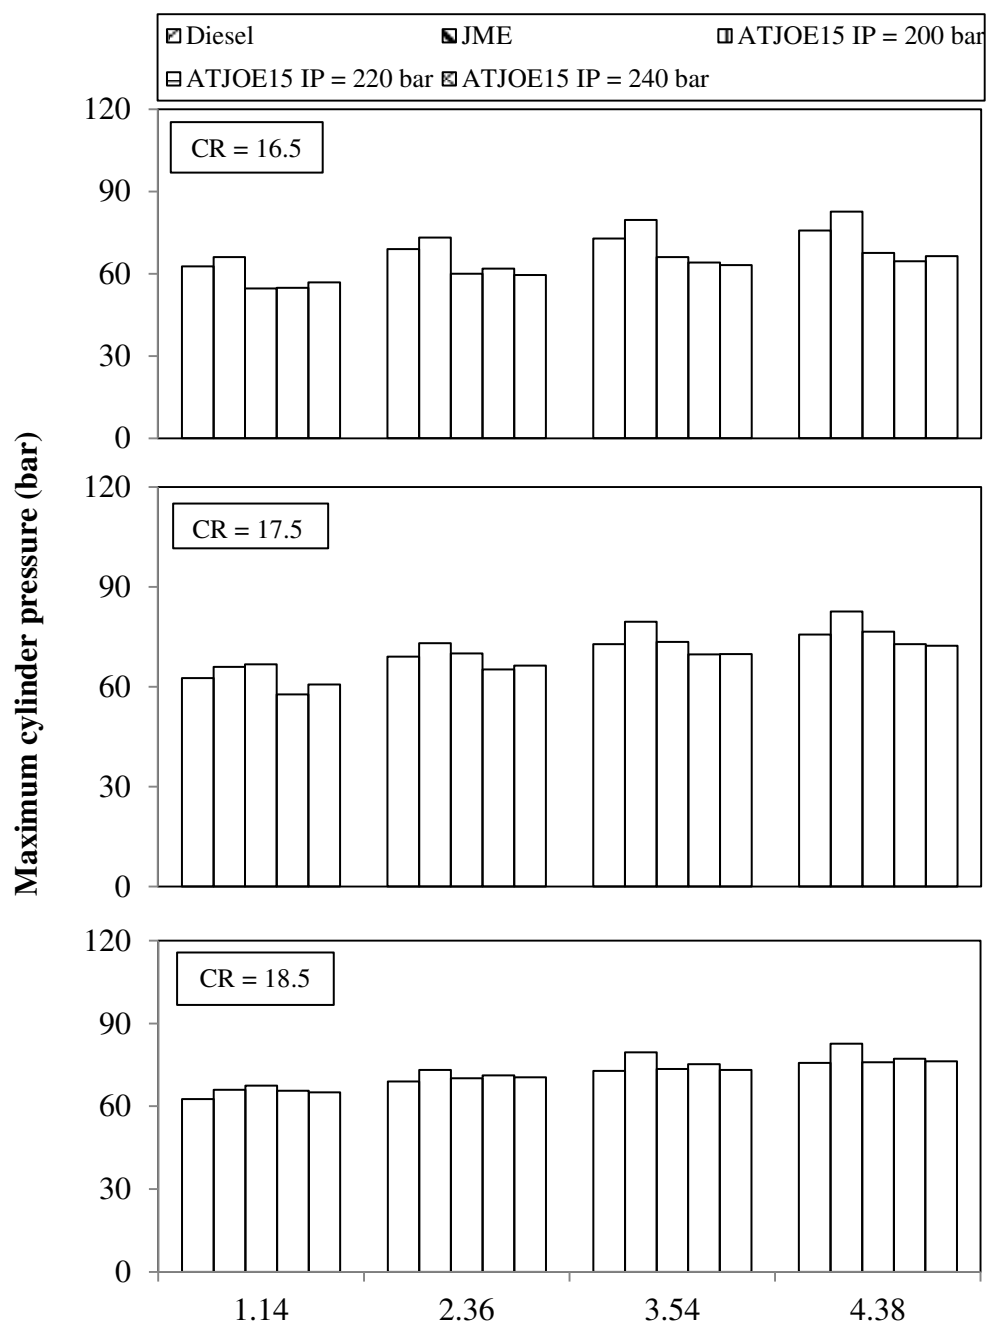 Diesel JME ATJOE15 IP = 200 bar
ATJOE15 IP = 220 bar ATJOE15 IP = 240 bar
120
CR = 16.5
90
60
30
0
Maximum cylinder pressure (bar)
120
CR = 17.5
90
60
30
0
120
CR = 18.5
90
60
30
0
1.14 2.36 3.54 4.38